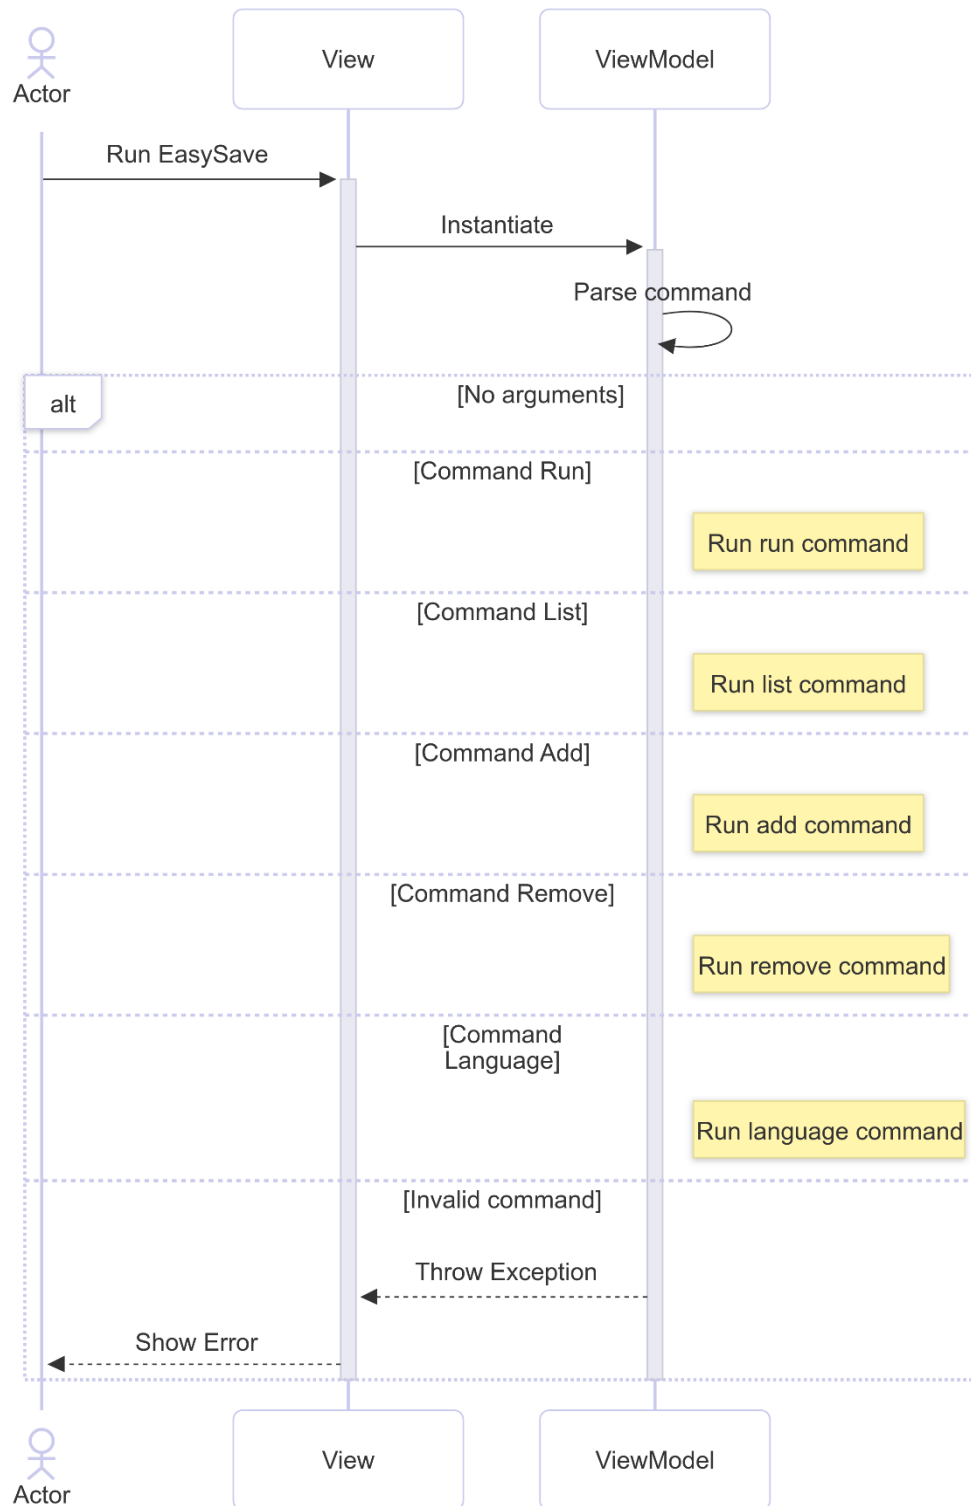 Actor
View
ViewModel
Run EasySave
Instantiate
Parse command
alt
[No arguments]
[Command Run]
Run run command
[Command List]
Run list command
[Command Add]
Run add command
[Command Remove]
Run remove command
[Command
Language]
Run language command
[Invalid command]
Throw Exception
Show Error
Actor
View
ViewModel